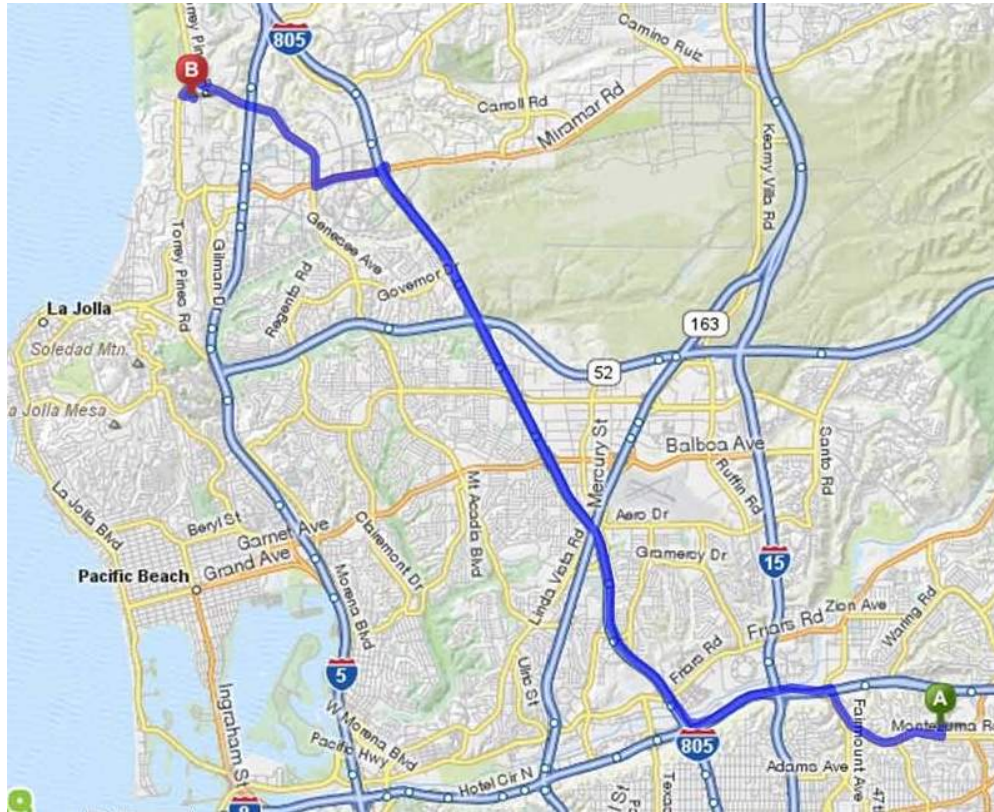 805
B
Camino Ruiz
Carroll Rd
Miramar Rd
Kearny Villa Rd
Genesee Ave
Governor
Torrey Pines Rd
Gilman D
Regents Rd
La Jolla
Soledad Mtn.
163
52
a Jolla Mesa
Mercury St
Balboa Ave
Santo Rd
Ruffin Rd
Mt Acadia Blvd
La Jolla Blvd
Beryl St
Garnet Ave
Grand Ave
Clairemont Dr
Aero Dr
Gramercy Dr
Linda Vista Rd
15
Pacific Beach
Morena Blvd
Zion Ave
Waring Rd
Friars Rd
Friars Rd
Ulric St
5
A
Ingraham St
W Morena Blvd
Pacific Hwy
805
Fairmount Ave
Montezuma R
Hotel Cir N
Adams Ave
Texas
47t
8